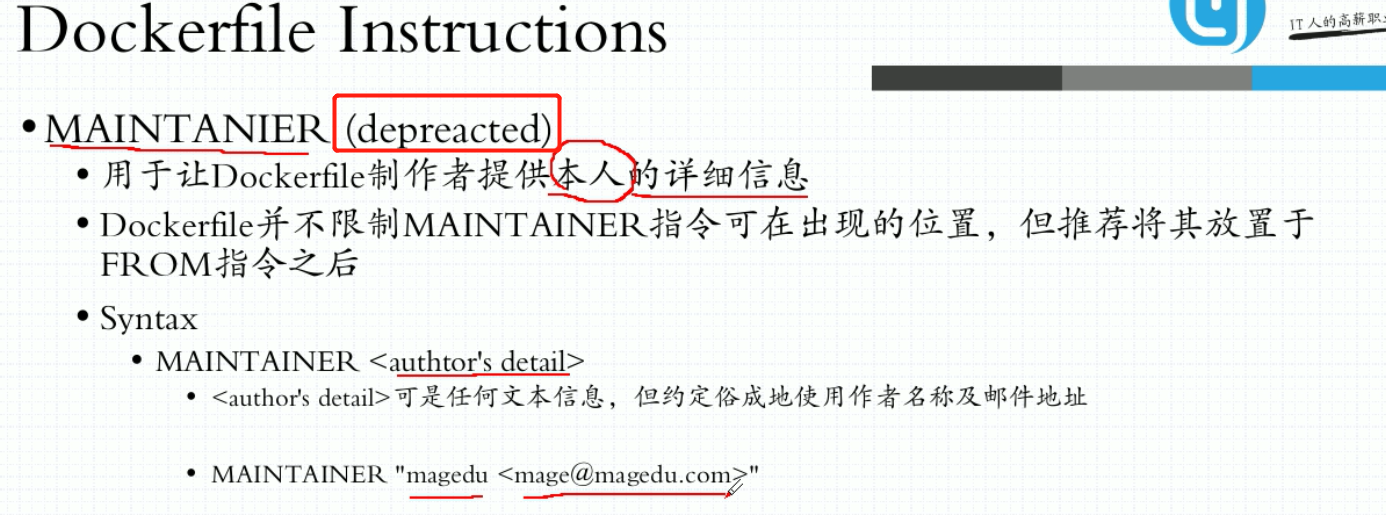 Dockerfile Instructions
IT人的高薪职
•MAINTANIER (depreacted)
• 用于让Dockerfile制作者提供本人的详细信息
• Dockerfile并不限制MAINTAINER指令可在出现的位置，但推荐将其放置于
FROM指令之后
• Syntax
• MAINTAINER <authtor's detail>
• <author's detail>可是任何文本信息，但约定俗成地使用作者名称及邮件地址
• MAINTAINER "magedu <mage@magedu.com>"